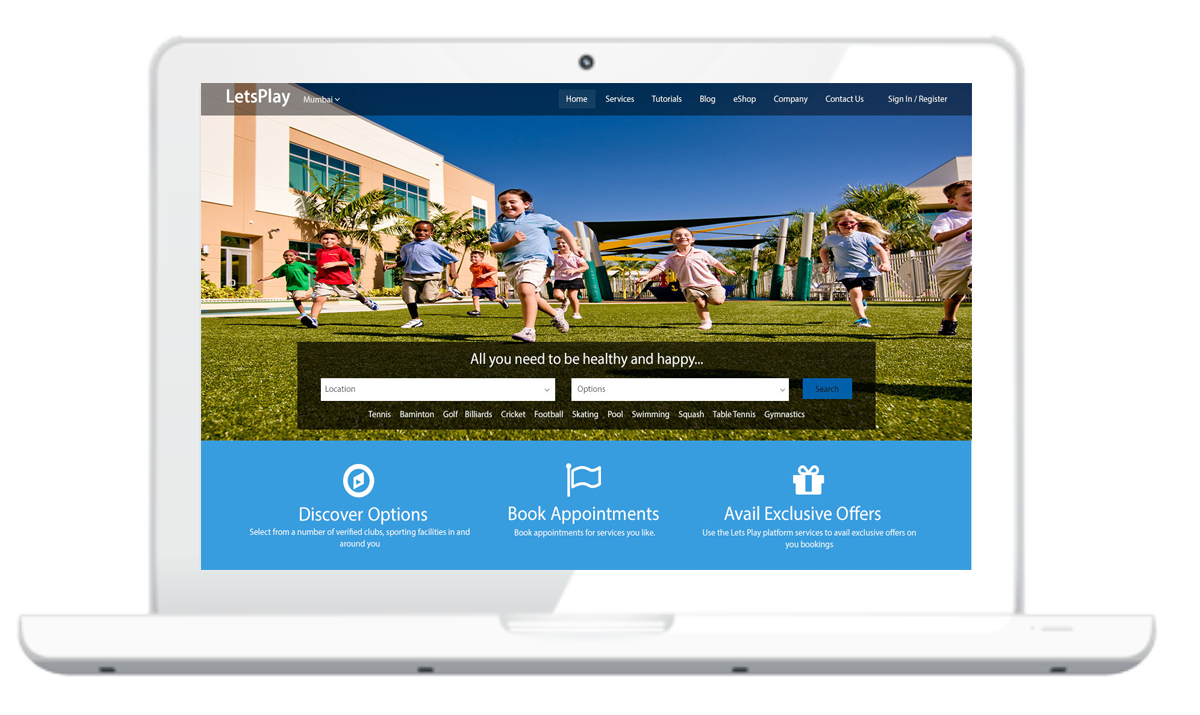 LetsPlay Mumbai Home Services Tutorials Blog eShop Company Contact Us Sign In / Register
All you need to be healthy and happy...
Location Options Search
Tennis Baminton Golf Billiards Cricket Football Skating Pool Swimming Squash Table Tennis Gymnastics
Discover Options
Select from a number of verified clubs, sporting facilities in and
around you
Book Appointments
Book appointments for services you like.
Avail Exclusive Offers
Use the Lets Play platform services to avail exclusive offers on
you bookings